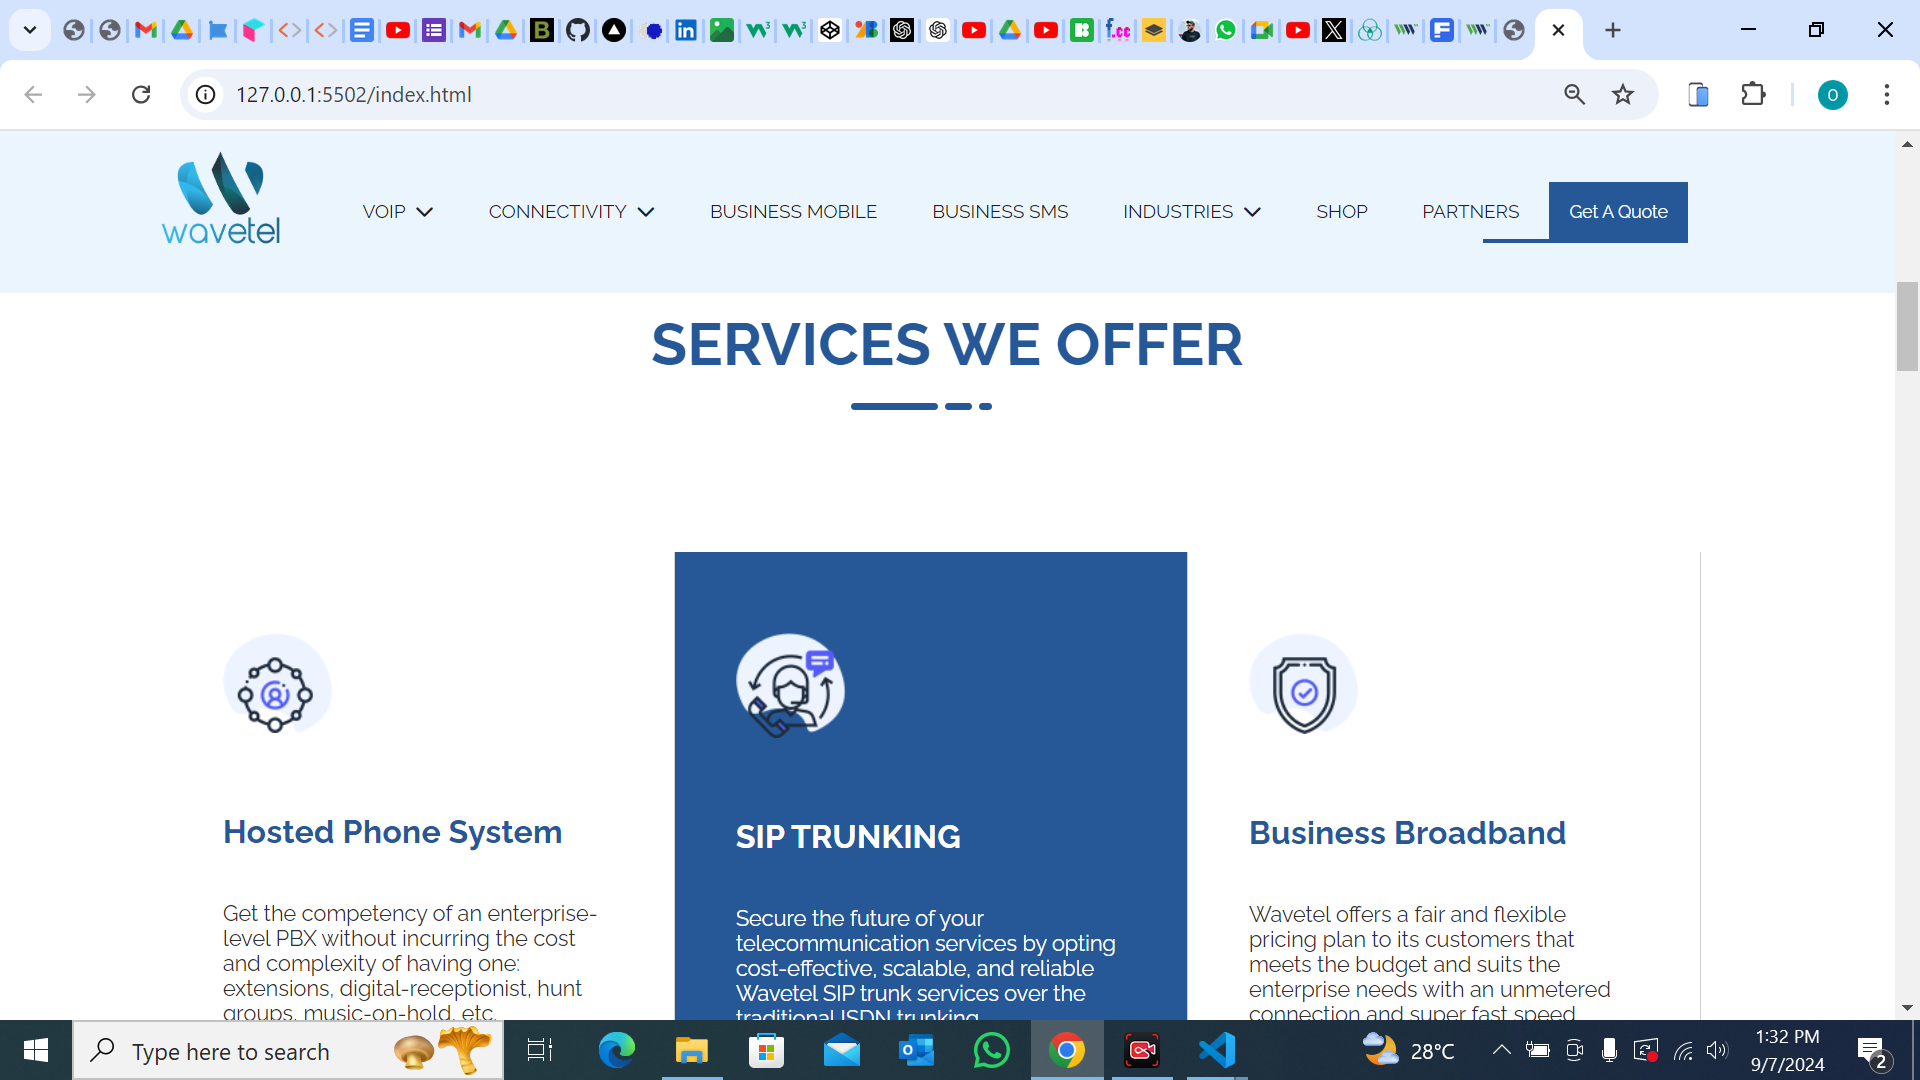 127.0.0.1:5502/index.html
O
wavetel
VOIP
CONNECTIVITY
BUSINESS MOBILE
BUSINESS SMS
INDUSTRIES
SHOP
PARTNERS
Get A Quote
SERVICES WE OFFER
Hosted Phone System
Get the competency of an enterprise-
level PBX without incurring the cost
and complexity of having one:
extensions, digital-receptionist, hunt
groups, music-on-hold, etc.
SIP TRUNKING
Secure the future of your
telecommunication services by opting
cost-effective, scalable, and reliable
Wavetel SIP trunk services over the
traditional ISDN trunking
Business Broadband
Wavetel offers a fair and flexible
pricing plan to its customers that
meets the budget and suits the
enterprise needs with an unmetered
connection and super fast speed
Type here to search
28°C
1:32 PM
9/7/2024
2